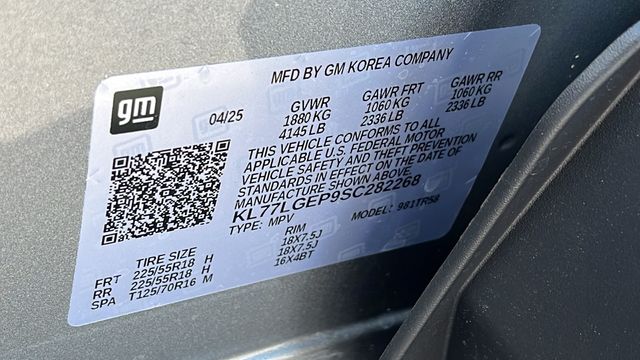 MFD BY GM KOREA COMPANY
gm
04/25 GVWR GAWR FRT GAWR RR
1880 KG 1060 KG 1060 KG
4145 LB 2336 LB 2336 LB
THIS VEHICLE CONFORMS TO ALL
APPLICABLE U.S. FEDERAL MOTOR
VEHICLE SAFETY AND THEFT PREVENTION
STANDARDS IN EFFECT ON THE DATE OF
MANUFACTURE SHOWN ABOVE.
KL77LGEP9SC282268
TYPE: MPV MODEL: 981TR58
TIRE SIZE RIM
FRT 225/55R18 H 18X7.5J
RR 225/55R18 H 18X7.5J
SPA T125/70R16 M 16X4BT